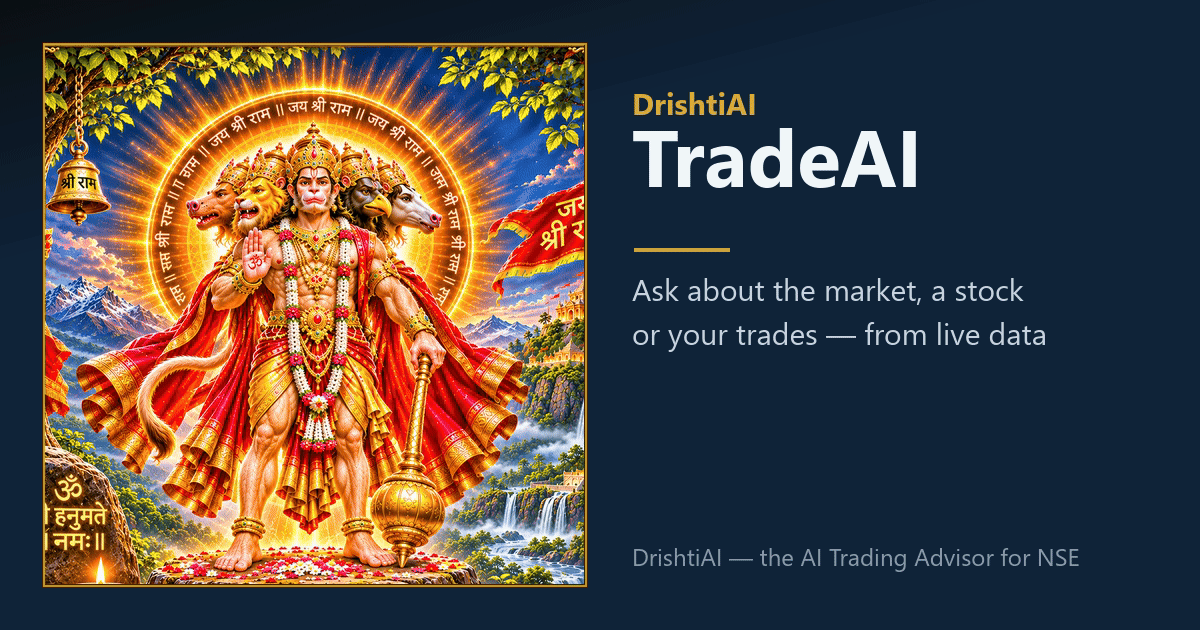 जय श्री राम ॥ जय श्री राम ॥ जय श्री राम
श्री राम
जय
ॐ
ॐ
हनुमते
नमः॥
DrishtiAI
TradeAI
Ask about the market, a stock
or your trades — from live data
DrishtiAI — the AI Trading Advisor for NSE